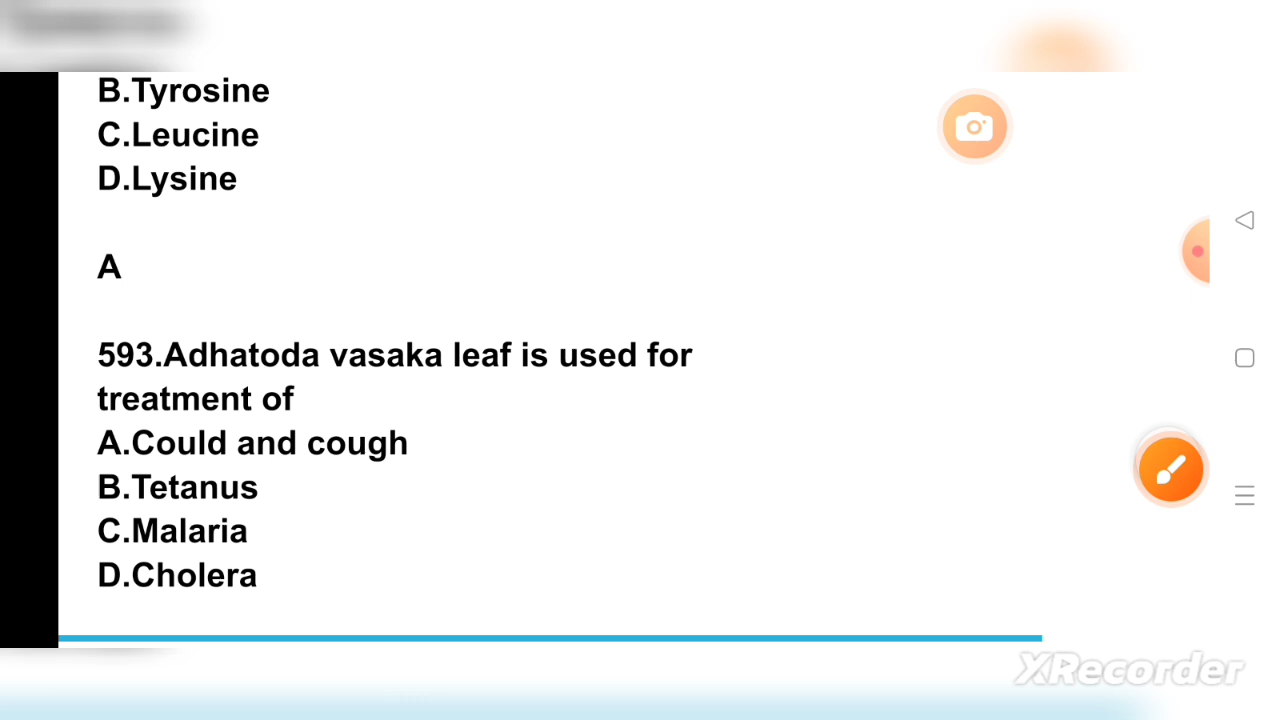 B.Tyrosine
C.Leucine
D.Lysine
A
593.Adhatoda vasaka leaf is used for
treatment of
A.Could and cough
B.Tetanus
C.Malaria
D.Cholera
XRecorder